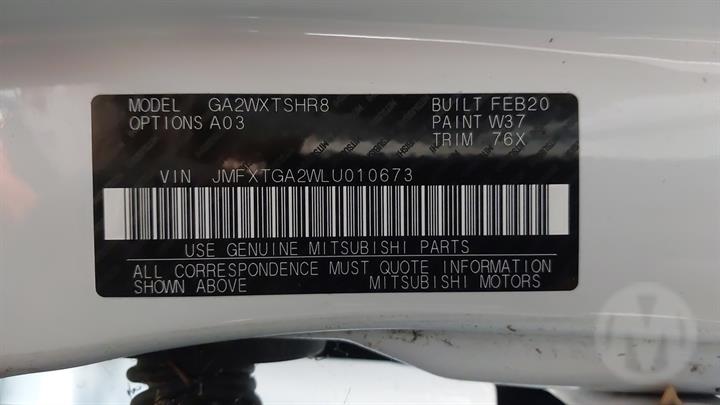 MODEL GA2WXTSHR8 BUILT FEB20
OPTIONS A03 PAINT W37
TRIM 76X
VIN JMFXTGA2WLU010673
USE GENUINE MITSUBISHI PARTS
ALL CORRESPONDENCE MUST QUOTE INFORMATION
SHOWN ABOVE MITSUBISHI MOTORS